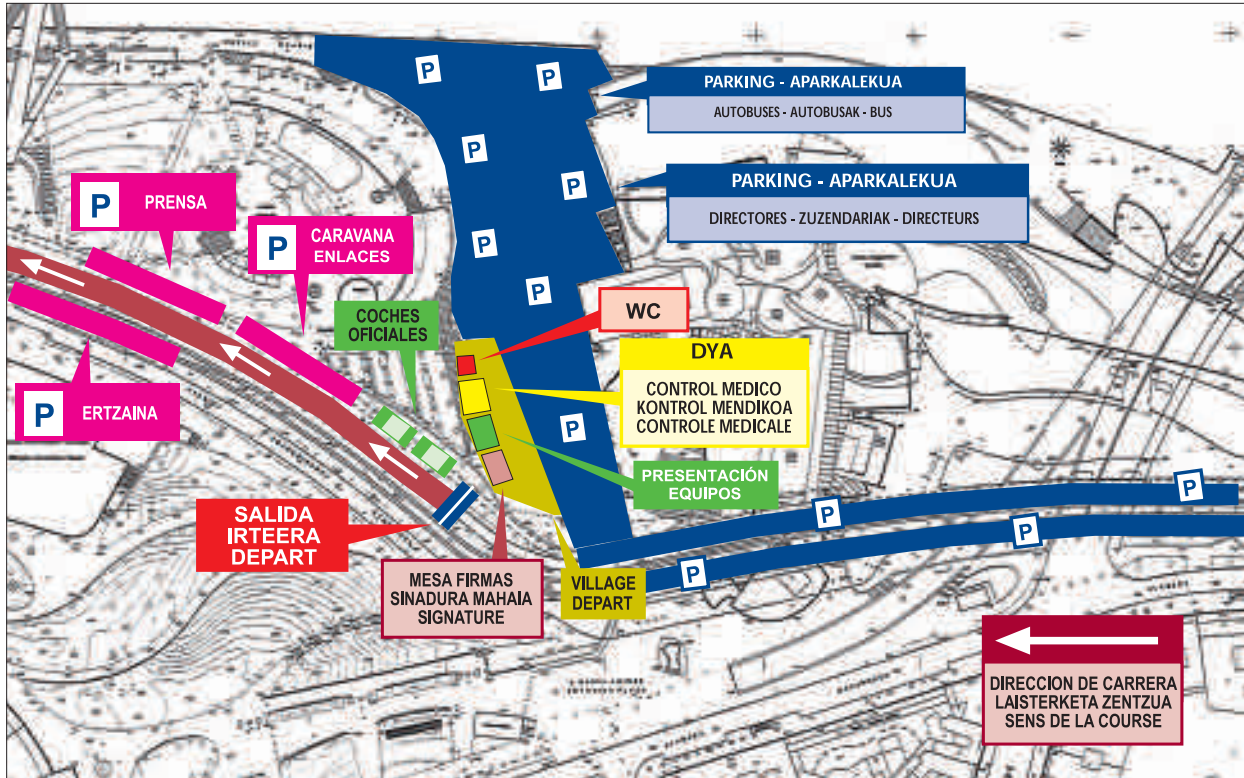 P
P
P
P
P
P
P
P
P
P
P
P
PARKING - APARKALEKUA
AUTOBUSES - AUTOBUSAK - BUS
PARKING - APARKALEKUA
DIRECTORES - ZUZENDARIAK - DIRECTEURS
P PRENSA
P CARAVANA
ENLACES
COCHES
OFICIALES
WC
DYA
CONTROL MEDICO
KONTROL MENDIKOA
CONTROLE MEDICALE
P ERTZAINA
PRESENTACIÓN
EQUIPOS
SALIDA
IRTEERA
DEPART
MESA FIRMAS
SINADURA MAHAIA
SIGNATURE
VILLAGE
DEPART
DIRECCION DE CARRERA
LAISTERKETA ZENTZUA
SENS DE LA COURSE